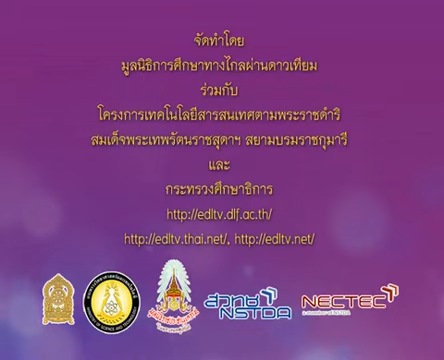 จัดทำโดย
มูลนิธิการศึกษาทางไกลผ่านดาวเทียม
ร่วมกับ
โครงการเทคโนโลยีสารสนเทศตามพระราชดำริ
สมเด็จพระเทพรัตนราชสุดาฯ สยามบรมราชกุมารี
และ
กระทรวงศึกษาธิการ
http://edltv.dlf.ac.th/
http://edltv.thai.net/, http://edltv.net/
สวทช
NSTDA
NECTEC
a member of NSTDA